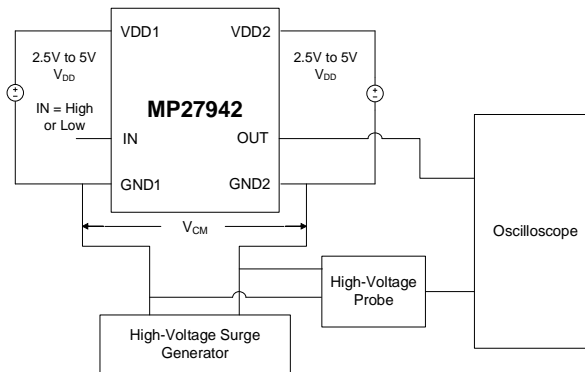 VDD1
VDD2
2.5V to 5V
VDD
2.5V to 5V
VDD
MP27942
IN = High
or Low
IN
OUT
GND1
GND2
VCM
Oscilloscope
High-Voltage
Probe
High-Voltage Surge
Generator